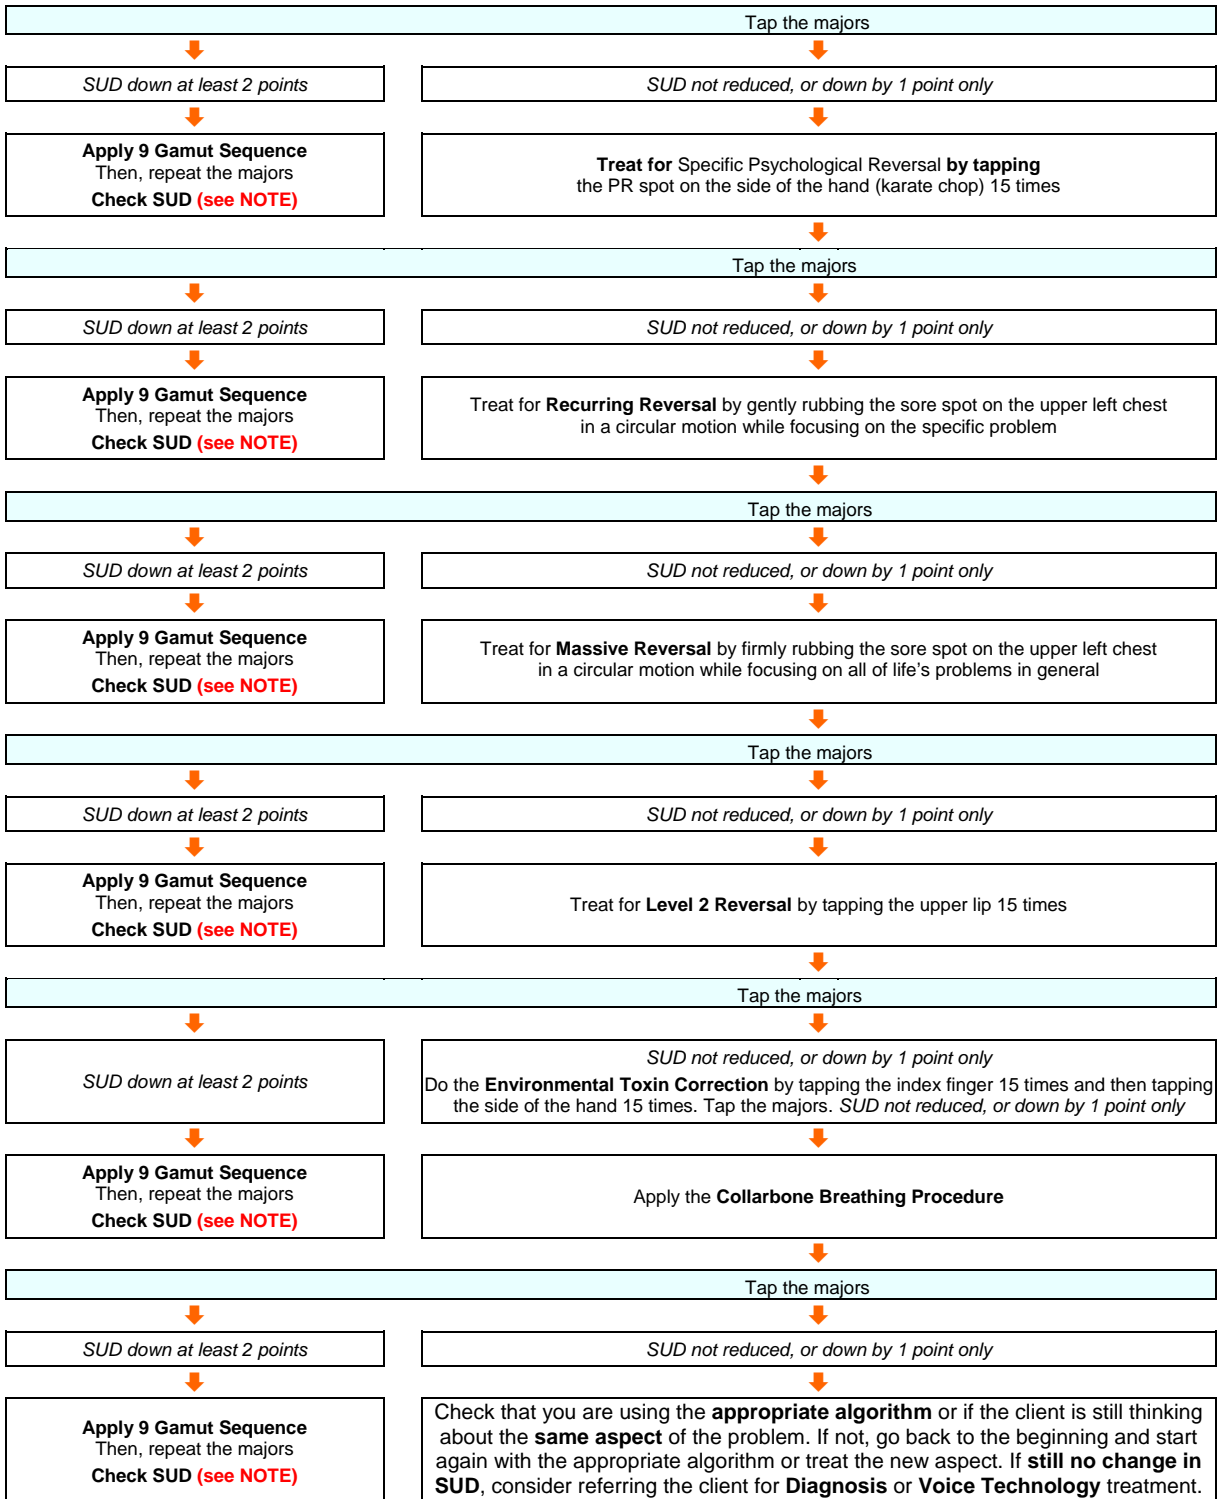 Tap the majors
SUD down at least 2 points
SUD not reduced, or down by 1 point only
Apply 9 Gamut Sequence
Then, repeat the majors
Check SUD (see NOTE)
Treat for Specific Psychological Reversal by tapping
the PR spot on the side of the hand (karate chop) 15 times
Tap the majors
SUD down at least 2 points
SUD not reduced, or down by 1 point only
Apply 9 Gamut Sequence
Then, repeat the majors
Check SUD (see NOTE)
Treat for Recurring Reversal by gently rubbing the sore spot on the upper left chest
in a circular motion while focusing on the specific problem
Tap the majors
SUD down at least 2 points
SUD not reduced, or down by 1 point only
Apply 9 Gamut Sequence
Then, repeat the majors
Check SUD (see NOTE)
Treat for Massive Reversal by firmly rubbing the sore spot on the upper left chest
in a circular motion while focusing on all of life's problems in general
Tap the majors
SUD down at least 2 points
SUD not reduced, or down by 1 point only
Apply 9 Gamut Sequence
Then, repeat the majors
Check SUD (see NOTE)
Treat for Level 2 Reversal by tapping the upper lip 15 times
Tap the majors
SUD down at least 2 points
SUD not reduced, or down by 1 point only
Do the Environmental Toxin Correction by tapping the index finger 15 times and then tapping
the side of the hand 15 times. Tap the majors. SUD not reduced, or down by 1 point only
Apply 9 Gamut Sequence
Then, repeat the majors
Check SUD (see NOTE)
Apply the Collarbone Breathing Procedure
Tap the majors
SUD down at least 2 points
SUD not reduced, or down by 1 point only
Apply 9 Gamut Sequence
Then, repeat the majors
Check SUD (see NOTE)
Check that you are using the appropriate algorithm or if the client is still thinking
about the same aspect of the problem. If not, go back to the beginning and start
again with the appropriate algorithm or treat the new aspect. If still no change in
SUD, consider referring the client for Diagnosis or Voice Technology treatment.